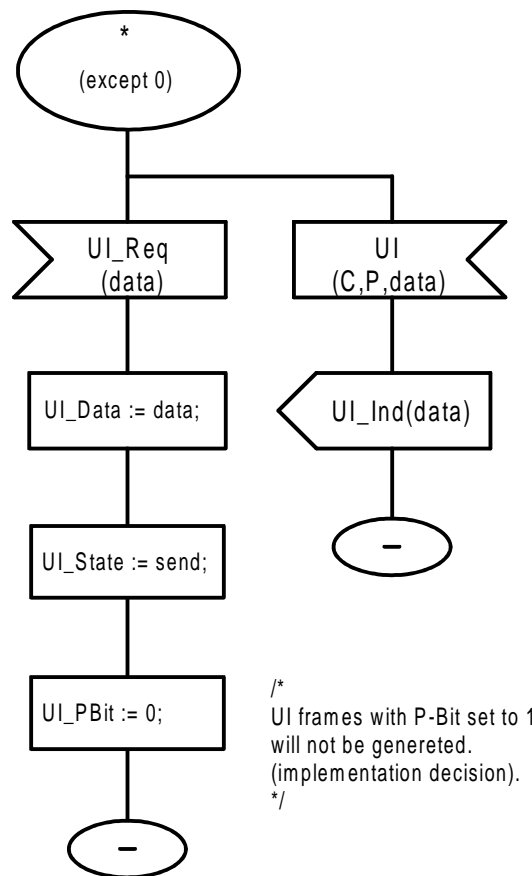 *
(except 0)
UI_Req
(data)
UI
(C,P,data)
UI_Data := data;
UI_Ind(data)
–
UI_State := send;
UI_PBit := 0;
/*
UI frames with P-Bit set to 1
will not be genereted.
(implementation decision).
*/
–